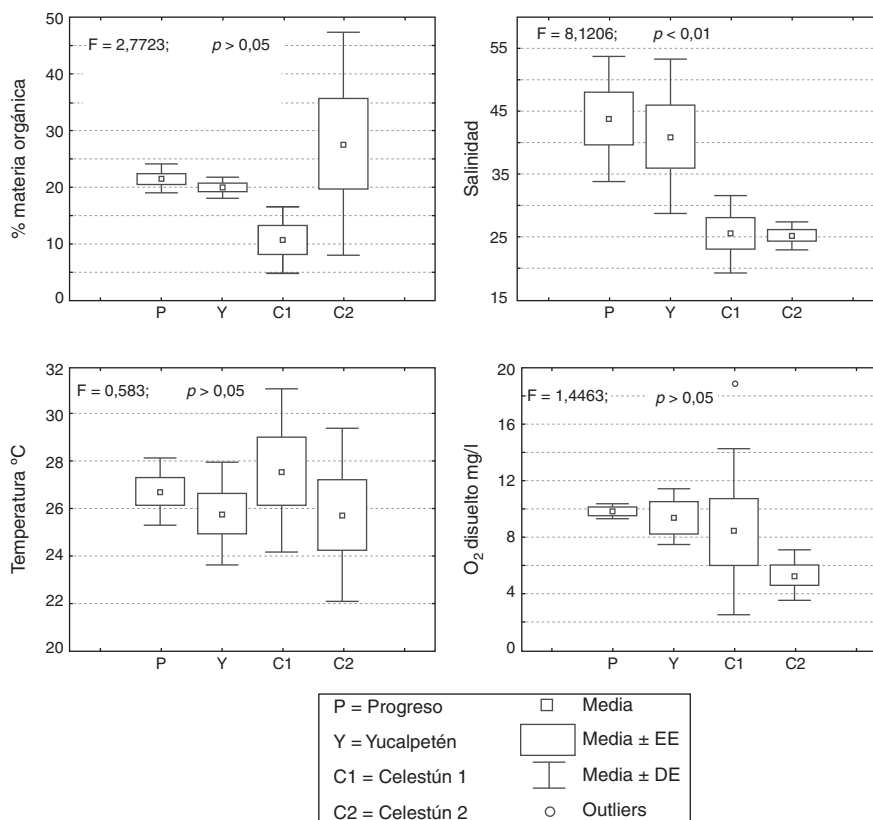 % materia orgánica
50
40
30
20
10
0
F = 2,7723; p > 0,05
P Y C1 C2
Salinidad
55
45
35
25
15
F = 8,1206; p < 0,01
P Y C1 C2
Temperatura ºC
32
30
28
26
24
22
20
F = 0,583; p > 0,05
P Y C1 C2
O2 disuelto mg/l
20
16
12
8
4
0
F = 1,4463; p > 0,05
P Y C1 C2
P = Progreso
Y = Yucalpetén
C1 = Celestún 1
C2 = Celestún 2
Media
Media ± EE
Media ± DE
Outliers